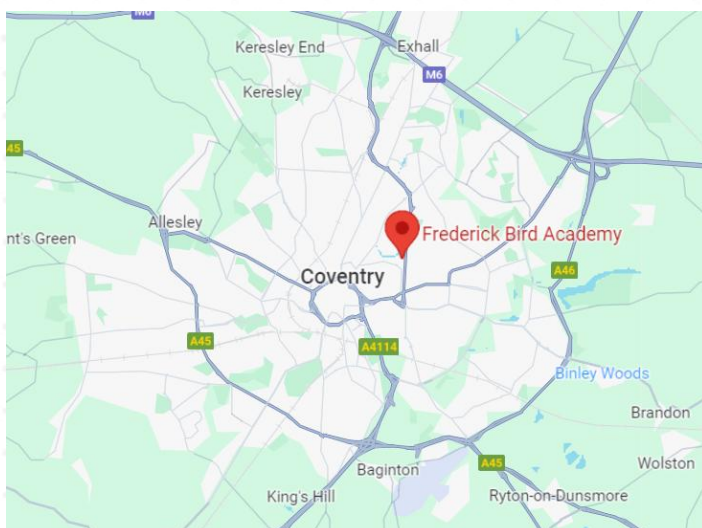 M6
Keresley End
Exhall
M6
Keresley
45
Allesley
nt's Green
Frederick Bird Academy
Coventry
A46
A45
A4114
Binley Woods
Brandon
A45
Wolston
Baginton
King's Hill
Ryton-on-Dunsmore